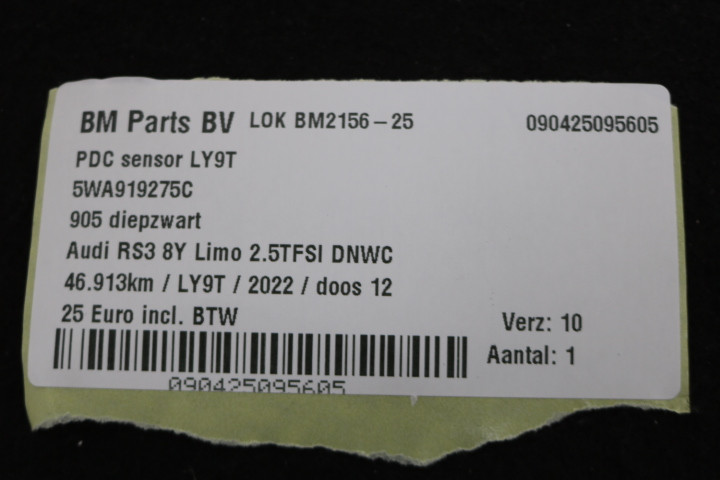 BM Parts BV LOK BM2156-25 090425095605
PDC sensor LY9T
5WA919275C
905 diepzwart
Audi RS3 8Y Limo 2.5TFSI DNWC
46.913km / LY9T / 2022 / doos 12
25 Euro incl. BTW
Verz: 10
Aantal: 1
090425095605